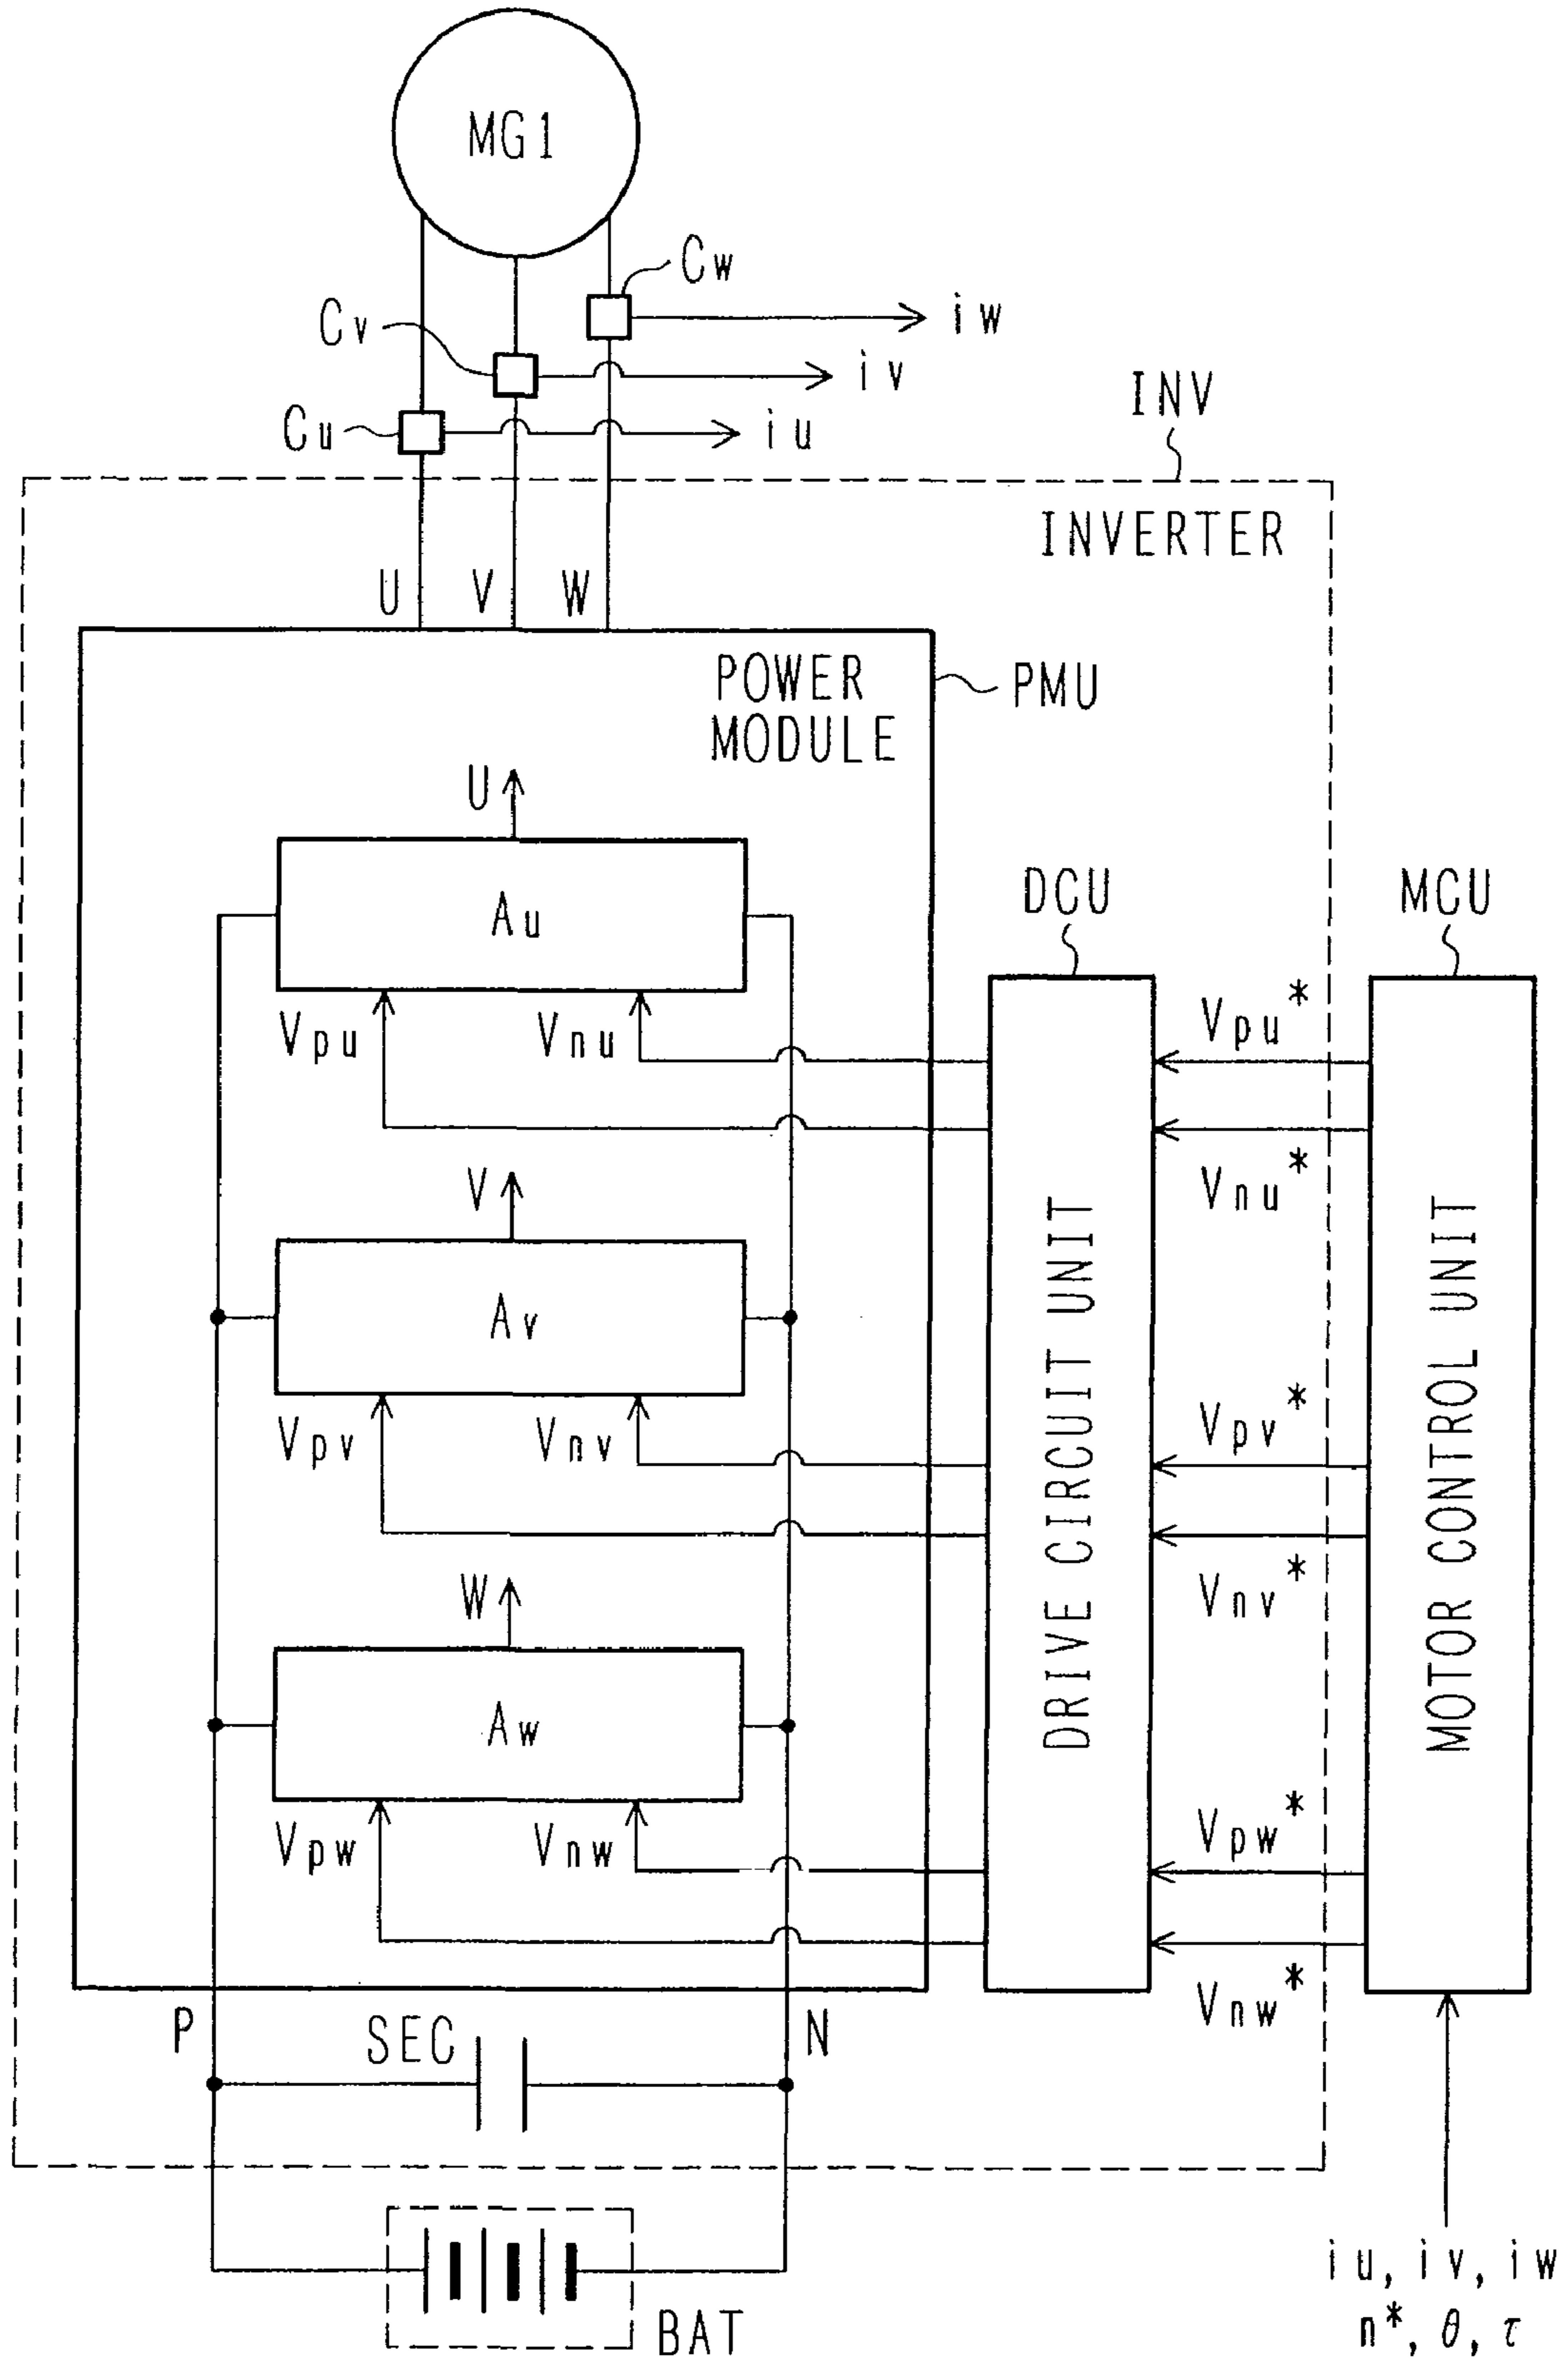 MG1
Cw
iw
Cv
iv
INV
Cu
iu
INVERTER
U V W
POWER
MODULE
PMU
U
Au
DCU
MCU
Vpu
Vnu
Vpu*
Vnu*
V
Av
Vpv
Vnv
Vpv*
Vnv*
DRIVE CIRCUIT UNIT
MOTOR CONTROL UNIT
W
Aw
Vpw
Vnw
Vpw*
Vnw*
P
SEC
N
BAT
iu, iv, iw
n*, θ, τ